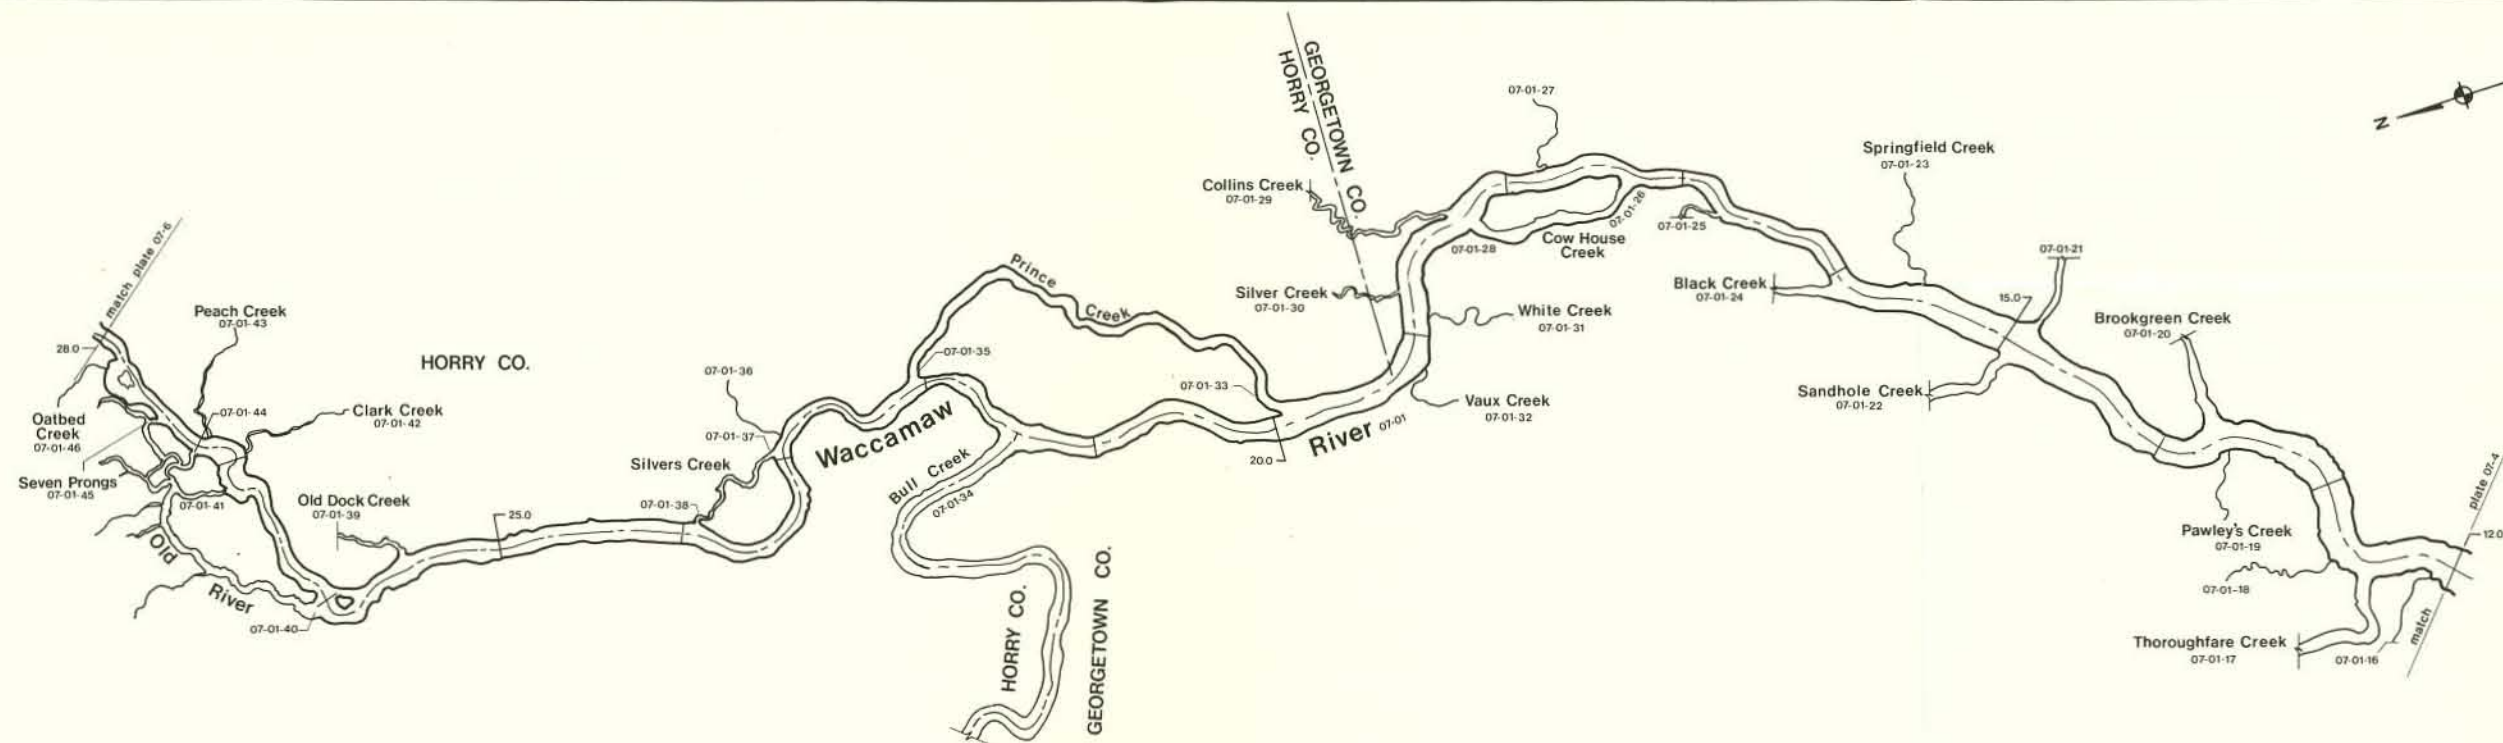 match plate 07-6
28.0
Peach Creek
07-01-43
HORRY CO.
Oatbed
Creek
07-01-46
07-01-44
Clark Creek
07-01-42
Seven Prongs
07-01-45
07-01-41
Old Dock Creek
07-01-39
Old
River
07-01-40
25.0
07-01-36
07-01-37
Silvers Creek
07-01-38
Waccamaw
River 07-01
07-01-35
Prince
Creek
07-01-33
20.0
Bull Creek
07-01-34
HORRY CO.
GEORGETOWN CO.
GEORGETOWN CO.
HORRY CO.
Collins Creek
07-01-29
Silver Creek
07-01-30
White Creek
07-01-31
Vaux Creek
07-01-32
07-01-27
07-01-28
07-01-26
Cow House
Creek
07-01-25
Springfield Creek
07-01-23
Black Creek
07-01-24
15.0
07-01-21
Sandhole Creek
07-01-22
Brookgreen Creek
07-01-20
Pawley's Creek
07-01-19
07-01-18
Thoroughfare Creek
07-01-17
07-01-16
N
plate 07-4
12.0
match